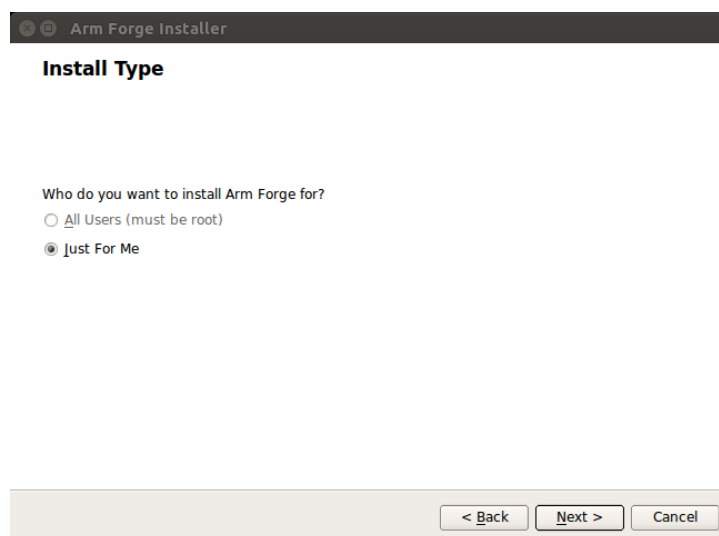 Arm Forge Installer
Install Type
Who do you want to install Arm Forge for?
All Users (must be root)
Just For Me
< Back Next > Cancel